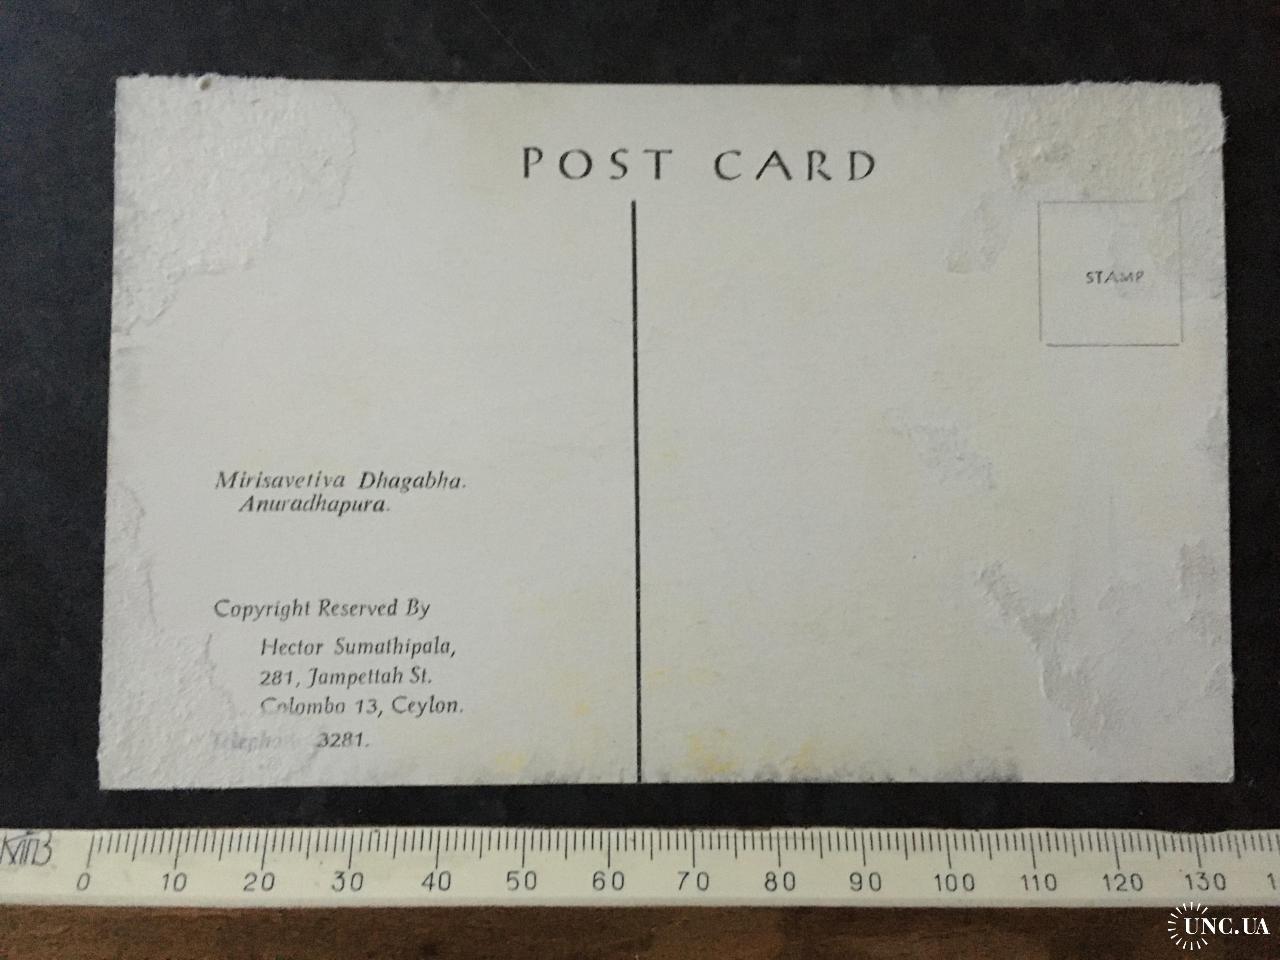 POST CARD
STAMP
Mirisavetiva Dhagabha.
Anuradhapura.
Copyright Reserved By
Hector Sumathipala,
281, Jampettah St.
Colombo 13, Ceylon.
3281.
0 10 20 30 40 50 60 70 80 90 100 110 120 130
UNC.UA